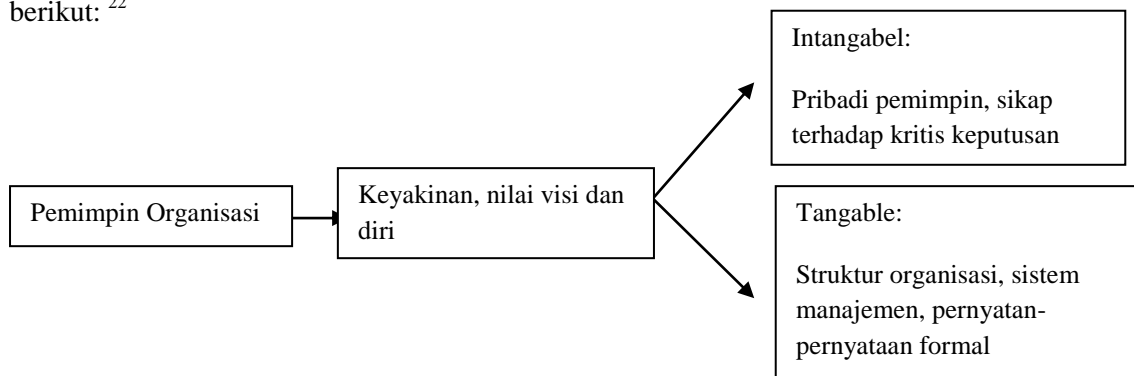 berikut: 22
Pemimpin Organisasi
Keyakinan, nilai visi dan
diri
Intangabel:
Pribadi pemimpin, sikap
terhadap kritis keputusan
Tangable:
Struktur organisasi, sistem
manajemen, pernyatan-
pernyataan formal